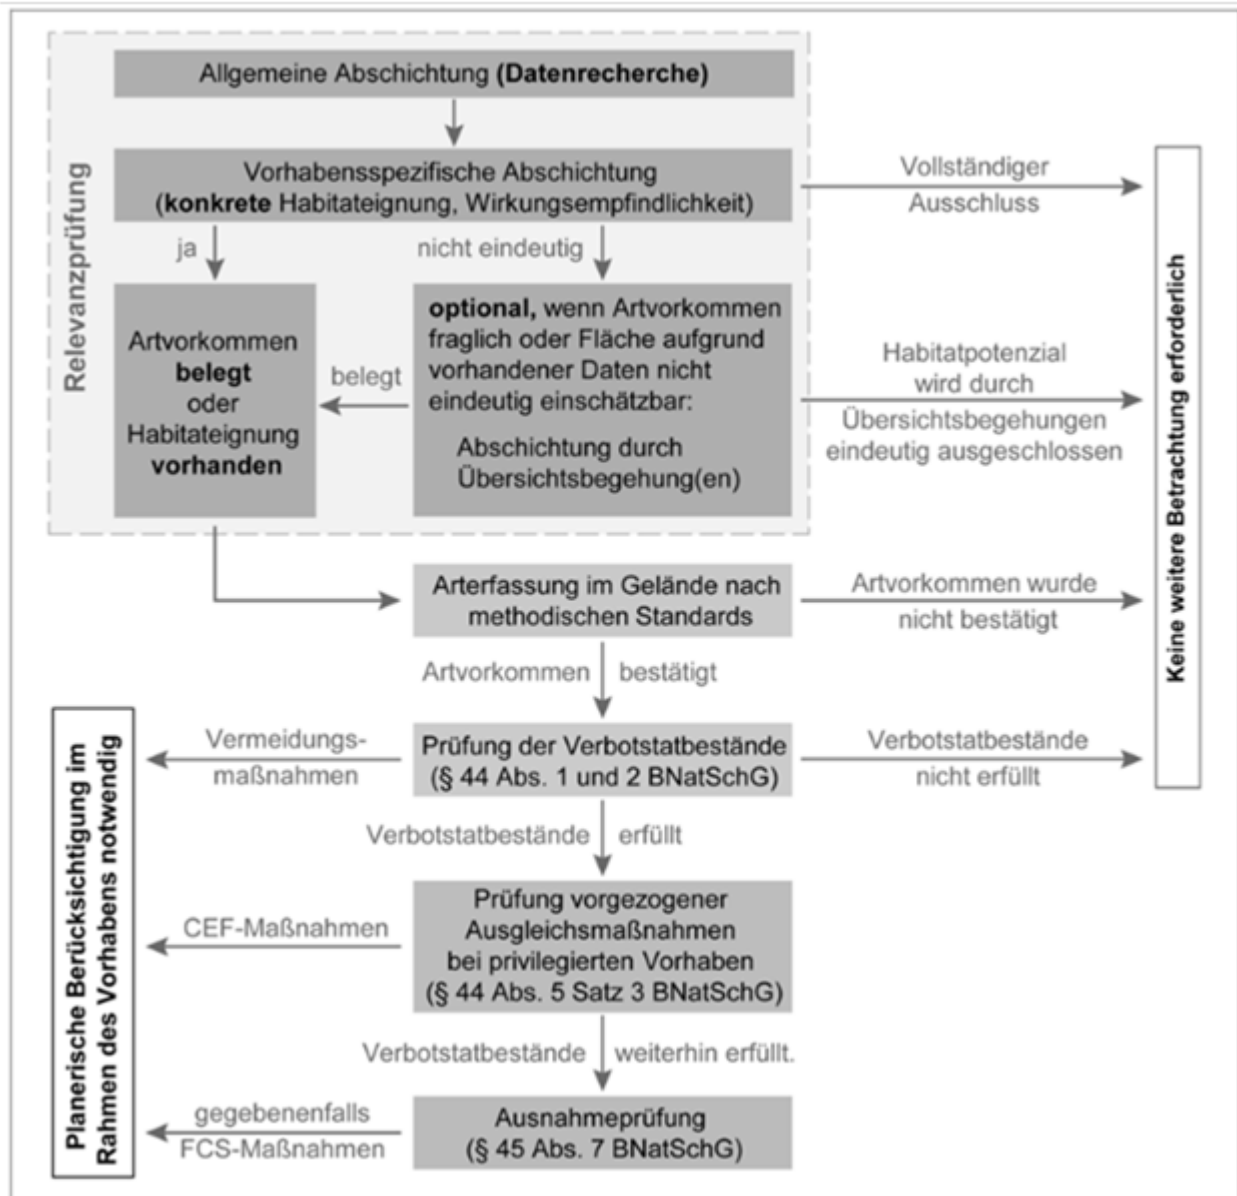 Relevanzprüfung
Allgemeine Abschichtung (Datenrecherche)
Vorhabensspezifische Abschichtung
(konkrete Habitateignung, Wirkungsempfindlichkeit)
Vollständiger
Ausschluss
ja
nicht eindeutig
Artvorkommen
belegt
oder
Habitateignung
vorhanden
belegt
optional, wenn Artvorkommen
fraglich oder Fläche aufgrund
vorhandener Daten nicht
eindeutig einschätzbar:
Abschichtung durch
Übersichtsbegehung(en)
Habitatpotenzial
wird durch
Übersichtsbegehungen
eindeutig ausgeschlossen
Keine weitere Betrachtung erforderlich
Arterfassung im Gelände nach
methodischen Standards
Artvorkommen wurde
nicht bestätigt
Artvorkommen bestätigt
Planerische Berücksichtigung im
Rahmen des Vorhabens notwendig
Vermeidungs-
maßnahmen
Prüfung der Verbotstatbestände
(§ 44 Abs. 1 und 2 BNatSchG)
Verbotstatbestände
nicht erfüllt
Verbotstatbestände erfüllt
CEF-Maßnahmen
Prüfung vorgezogener
Ausgleichsmaßnahmen
bei privilegierten Vorhaben
(§ 44 Abs. 5 Satz 3 BNatSchG)
Verbotstatbestände weiterhin erfüllt.
gegebenenfalls
FCS-Maßnahmen
Ausnahmeprüfung
(§ 45 Abs. 7 BNatSchG)